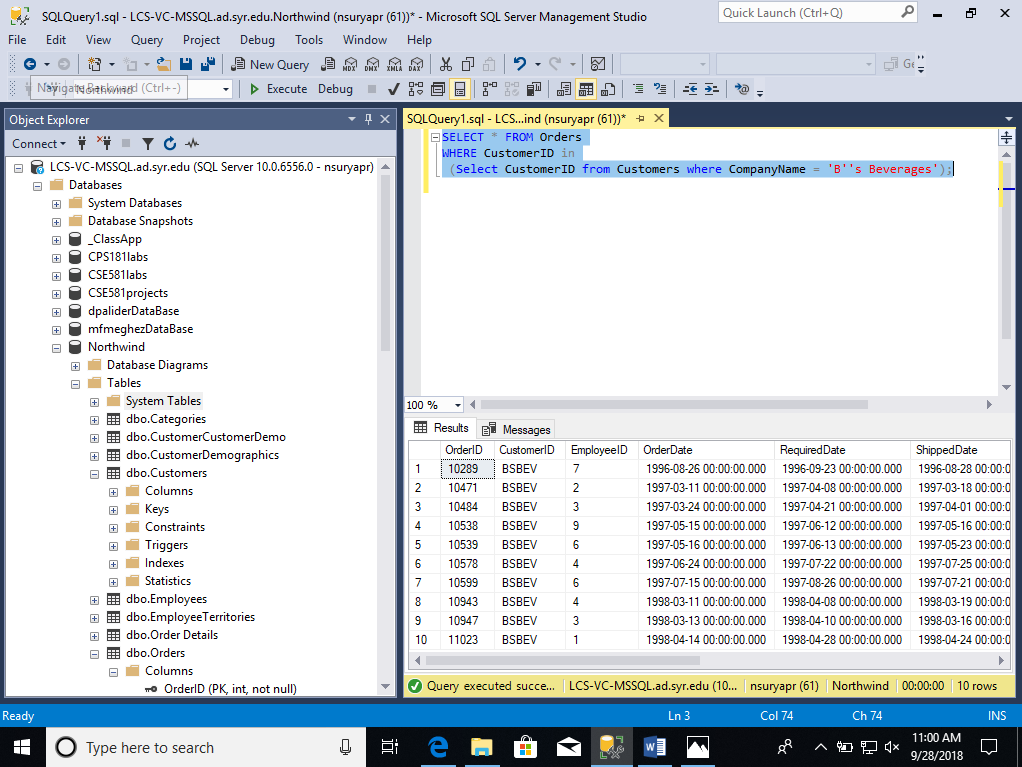 SQLQuery1.sql - LCS-VC-MSSQL.ad.syr.edu.Northwind (nsuryapr (61))* - Microsoft SQL Server Management Studio
Quick Launch (Ctrl+Q)
File Edit View Query Project Debug Tools Window Help
New Query MDX DMX XMLA DAX
Navigate Backward (Ctrl+-)
Northwind
Execute Debug
Object Explorer
Connect
LCS-VC-MSSQL.ad.syr.edu (SQL Server 10.0.6556.0 - nsuryapr)
Databases
System Databases
Database Snapshots
_ClassApp
CPS181labs
CSE581labs
CSE581projects
dpaliderDataBase
mfmeghezDataBase
Northwind
Database Diagrams
Tables
System Tables
dbo.Categories
dbo.CustomerCustomerDemo
dbo.CustomerDemographics
dbo.Customers
Columns
Keys
Constraints
Triggers
Indexes
Statistics
dbo.Employees
dbo.EmployeeTerritories
dbo.Order Details
dbo.Orders
Columns
OrderID (PK, int, not null)
SQLQuery1.sql - LCS...ind (nsuryapr (61))*
SELECT * FROM Orders
WHERE CustomerID in
(Select CustomerID from Customers where CompanyName = 'B''s Beverages');
100 %
Results Messages
OrderID CustomerID EmployeeID OrderDate RequiredDate ShippedDate
1 10289 BSBEV 7 1996-08-26 00:00:00.000 1996-09-23 00:00:00.000 1996-08-28 00:00:0
2 10471 BSBEV 2 1997-03-11 00:00:00.000 1997-04-08 00:00:00.000 1997-03-18 00:00:0
3 10484 BSBEV 3 1997-03-24 00:00:00.000 1997-04-21 00:00:00.000 1997-04-01 00:00:0
4 10538 BSBEV 9 1997-05-15 00:00:00.000 1997-06-12 00:00:00.000 1997-05-16 00:00:0
5 10539 BSBEV 6 1997-05-16 00:00:00.000 1997-06-13 00:00:00.000 1997-05-23 00:00:0
6 10578 BSBEV 4 1997-06-24 00:00:00.000 1997-07-22 00:00:00.000 1997-07-25 00:00:0
7 10599 BSBEV 6 1997-07-15 00:00:00.000 1997-08-26 00:00:00.000 1997-07-21 00:00:0
8 10943 BSBEV 4 1998-03-11 00:00:00.000 1998-04-08 00:00:00.000 1998-03-19 00:00:0
9 10947 BSBEV 3 1998-03-13 00:00:00.000 1998-04-10 00:00:00.000 1998-03-16 00:00:0
10 11023 BSBEV 1 1998-04-14 00:00:00.000 1998-04-28 00:00:00.000 1998-04-24 00:00:0
Query executed succe... LCS-VC-MSSQL.ad.syr.edu (10... nsuryapr (61) Northwind 00:00:00 10 rows
Ready Ln 3 Col 74 Ch 74 INS
Type here to search
11:00 AM
9/28/2018